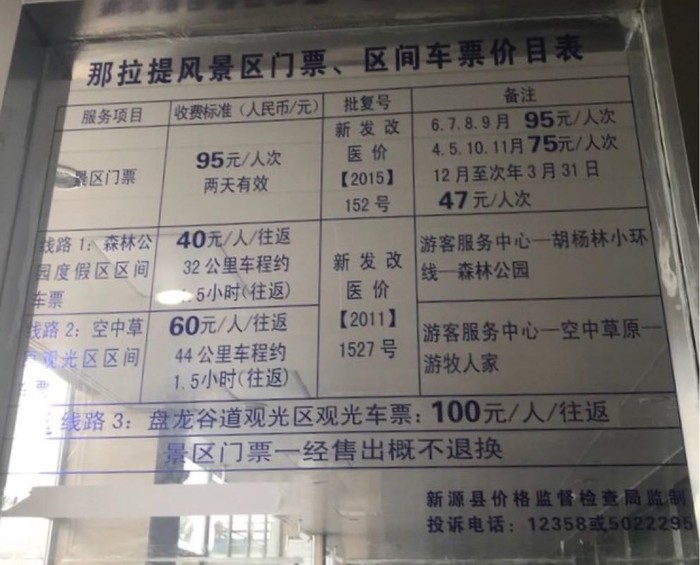 那拉提风景区门票、区间车票价目表
服务项目
收费标准（人民币/元）
批复号
备注
景区门票
95元/人次
两天有效
新发改
医价
【2015】
152号
6.7.8.9月 95元/人次
4.5.10.11月75元/人次
12月至次年3月31日
47元/人次
线路1：森林公
园度假区区间
车票
40元/人/往返
32公里车程约
.5小时(往返)
新发改
医价
【2011】
1527号
游客服务中心—胡杨林小环
线—森林公园
线路2：空中草
观光区区间
票
60元/人/往返
44公里车程约
1.5小时(往返)
游客服务中心—空中草原—
游牧人家
线路3：盘龙谷道观光区观光车票：100元/人/往返
景区门票一经售出概不退换
新源县价格监督检查局监制
投诉电话：12358或5022295